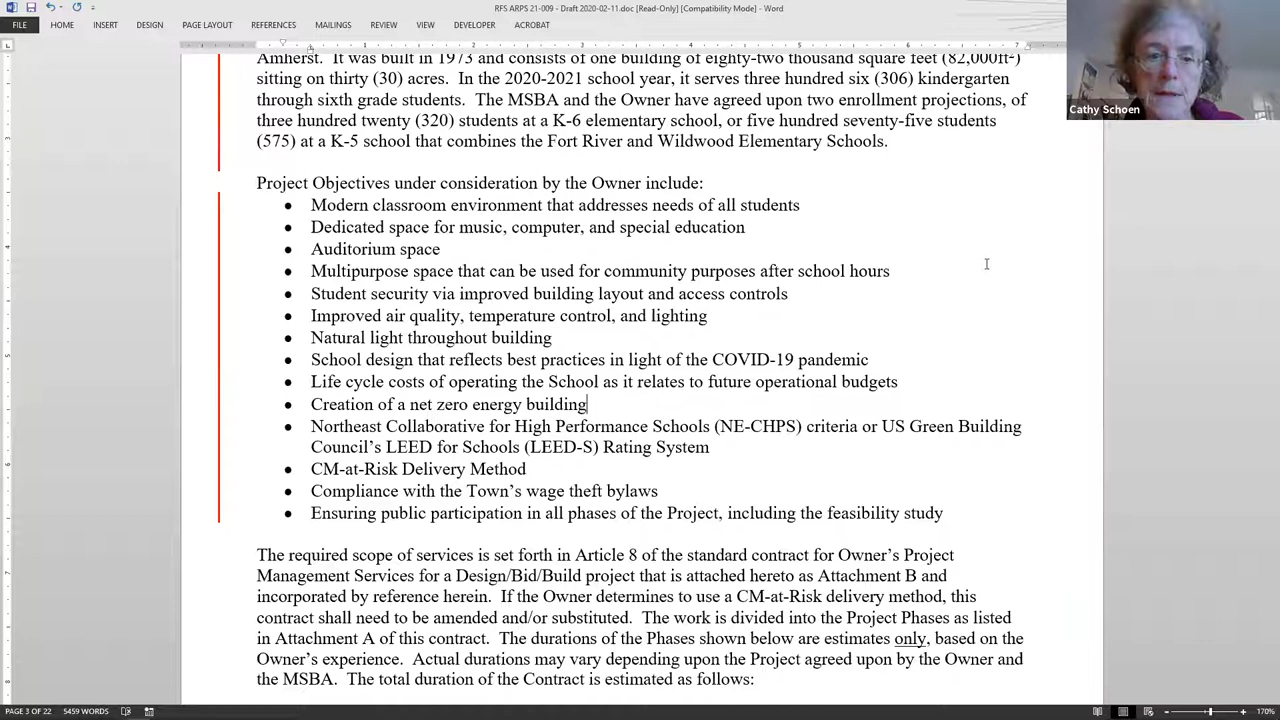 RFS ARPS 21-009 - Draft 2020-02-11.doc [Read-Only] [Compatibility Mode] - Word
FILE HOME INSERT DESIGN PAGE LAYOUT REFERENCES MAILINGS REVIEW VIEW DEVELOPER ACROBAT
Cathy Schoen
Amherst. It was built in 1973 and consists of one building of eighty-two thousand square feet (82,000ft²)
sitting on thirty (30) acres. In the 2020-2021 school year, it serves three hundred six (306) kindergarten
through sixth grade students. The MSBA and the Owner have agreed upon two enrollment projections, of
three hundred twenty (320) students at a K-6 elementary school, or five hundred seventy-five students
(575) at a K-5 school that combines the Fort River and Wildwood Elementary Schools.
Project Objectives under consideration by the Owner include:
● Modern classroom environment that addresses needs of all students
● Dedicated space for music, computer, and special education
● Auditorium space
● Multipurpose space that can be used for community purposes after school hours
● Student security via improved building layout and access controls
● Improved air quality, temperature control, and lighting
● Natural light throughout building
● School design that reflects best practices in light of the COVID-19 pandemic
● Life cycle costs of operating the School as it relates to future operational budgets
● Creation of a net zero energy building
● Northeast Collaborative for High Performance Schools (NE-CHPS) criteria or US Green Building
Council's LEED for Schools (LEED-S) Rating System
● CM-at-Risk Delivery Method
● Compliance with the Town's wage theft bylaws
● Ensuring public participation in all phases of the Project, including the feasibility study
The required scope of services is set forth in Article 8 of the standard contract for Owner's Project
Management Services for a Design/Bid/Build project that is attached hereto as Attachment B and
incorporated by reference herein. If the Owner determines to use a CM-at-Risk delivery method, this
contract shall need to be amended and/or substituted. The work is divided into the Project Phases as listed
in Attachment A of this contract. The durations of the Phases shown below are estimates only, based on the
Owner's experience. Actual durations may vary depending upon the Project agreed upon by the Owner and
the MSBA. The total duration of the Contract is estimated as follows:
PAGE 3 OF 22 5459 WORDS 170%